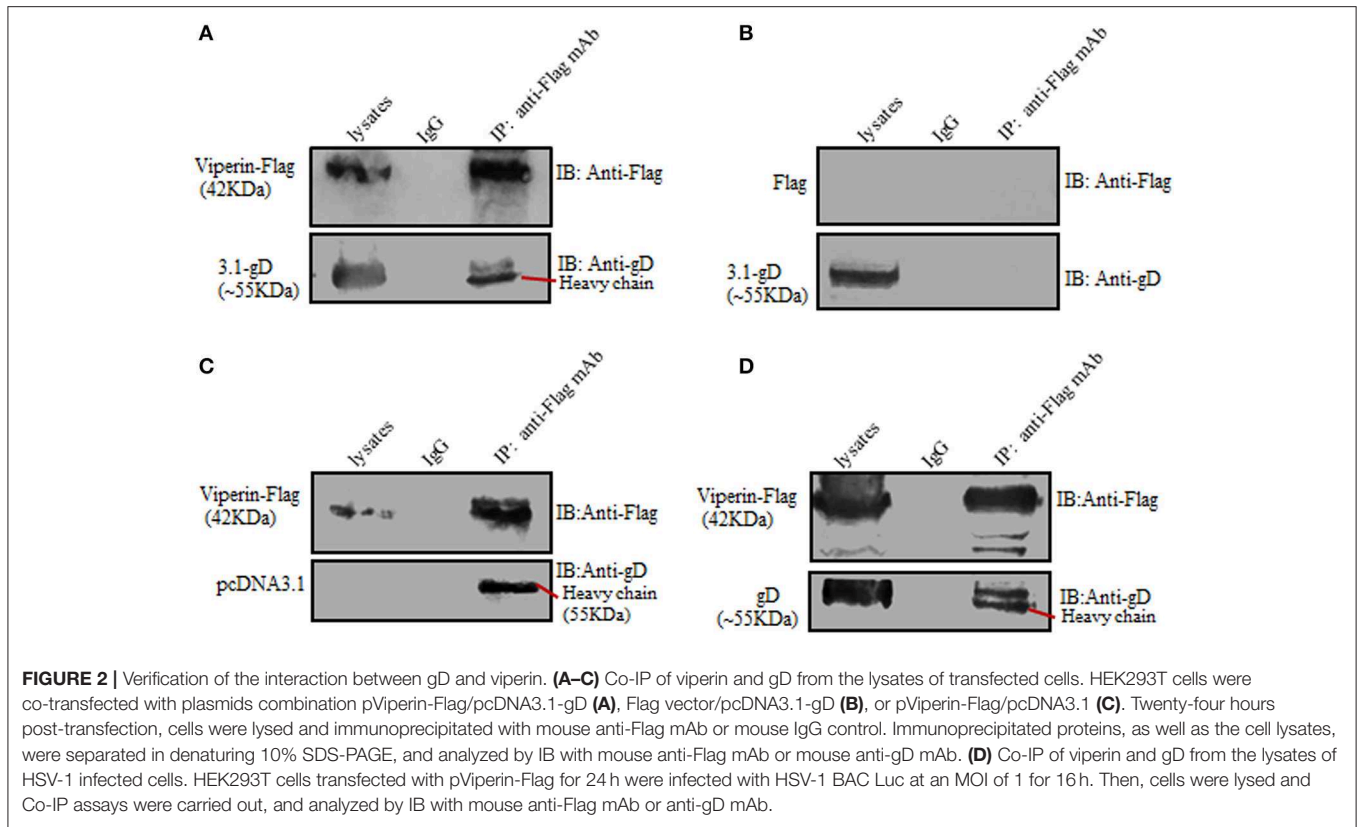 A
lysates
IgG
IP: anti-Flag mAb
Viperin-Flag
(42KDa)
IB: Anti-Flag
3.1-gD
(~55KDa)
IB: Anti-gD
Heavy chain
B
lysates
IgG
IP: anti-Flag mAb
Flag
IB: Anti-Flag
3.1-gD
(~55KDa)
IB: Anti-gD
C
lysates
IgG
IP: anti-Flag mAb
Viperin-Flag
(42KDa)
IB:Anti-Flag
pcDNA3.1
IB:Anti-gD
Heavy chain
(55KDa)
D
lysates
IgG
IP: anti-Flag mAb
Viperin-Flag
(42KDa)
IB:Anti-Flag
gD
(~55KDa)
IB:Anti-gD
Heavy chain
FIGURE 2 | Verification of the interaction between gD and viperin. (A–C) Co-IP of viperin and gD from the lysates of transfected cells. HEK293T cells were
co-transfected with plasmids combination pViperin-Flag/pcDNA3.1-gD (A), Flag vector/pcDNA3.1-gD (B), or pViperin-Flag/pcDNA3.1 (C). Twenty-four hours
post-transfection, cells were lysed and immunoprecipitated with mouse anti-Flag mAb or mouse IgG control. Immunoprecipitated proteins, as well as the cell lysates,
were separated in denaturing 10% SDS-PAGE, and analyzed by IB with mouse anti-Flag mAb or mouse anti-gD mAb. (D) Co-IP of viperin and gD from the lysates of
HSV-1 infected cells. HEK293T cells transfected with pViperin-Flag for 24 h were infected with HSV-1 BAC Luc at an MOI of 1 for 16 h. Then, cells were lysed and
Co-IP assays were carried out, and analyzed by IB with mouse anti-Flag mAb or anti-gD mAb.